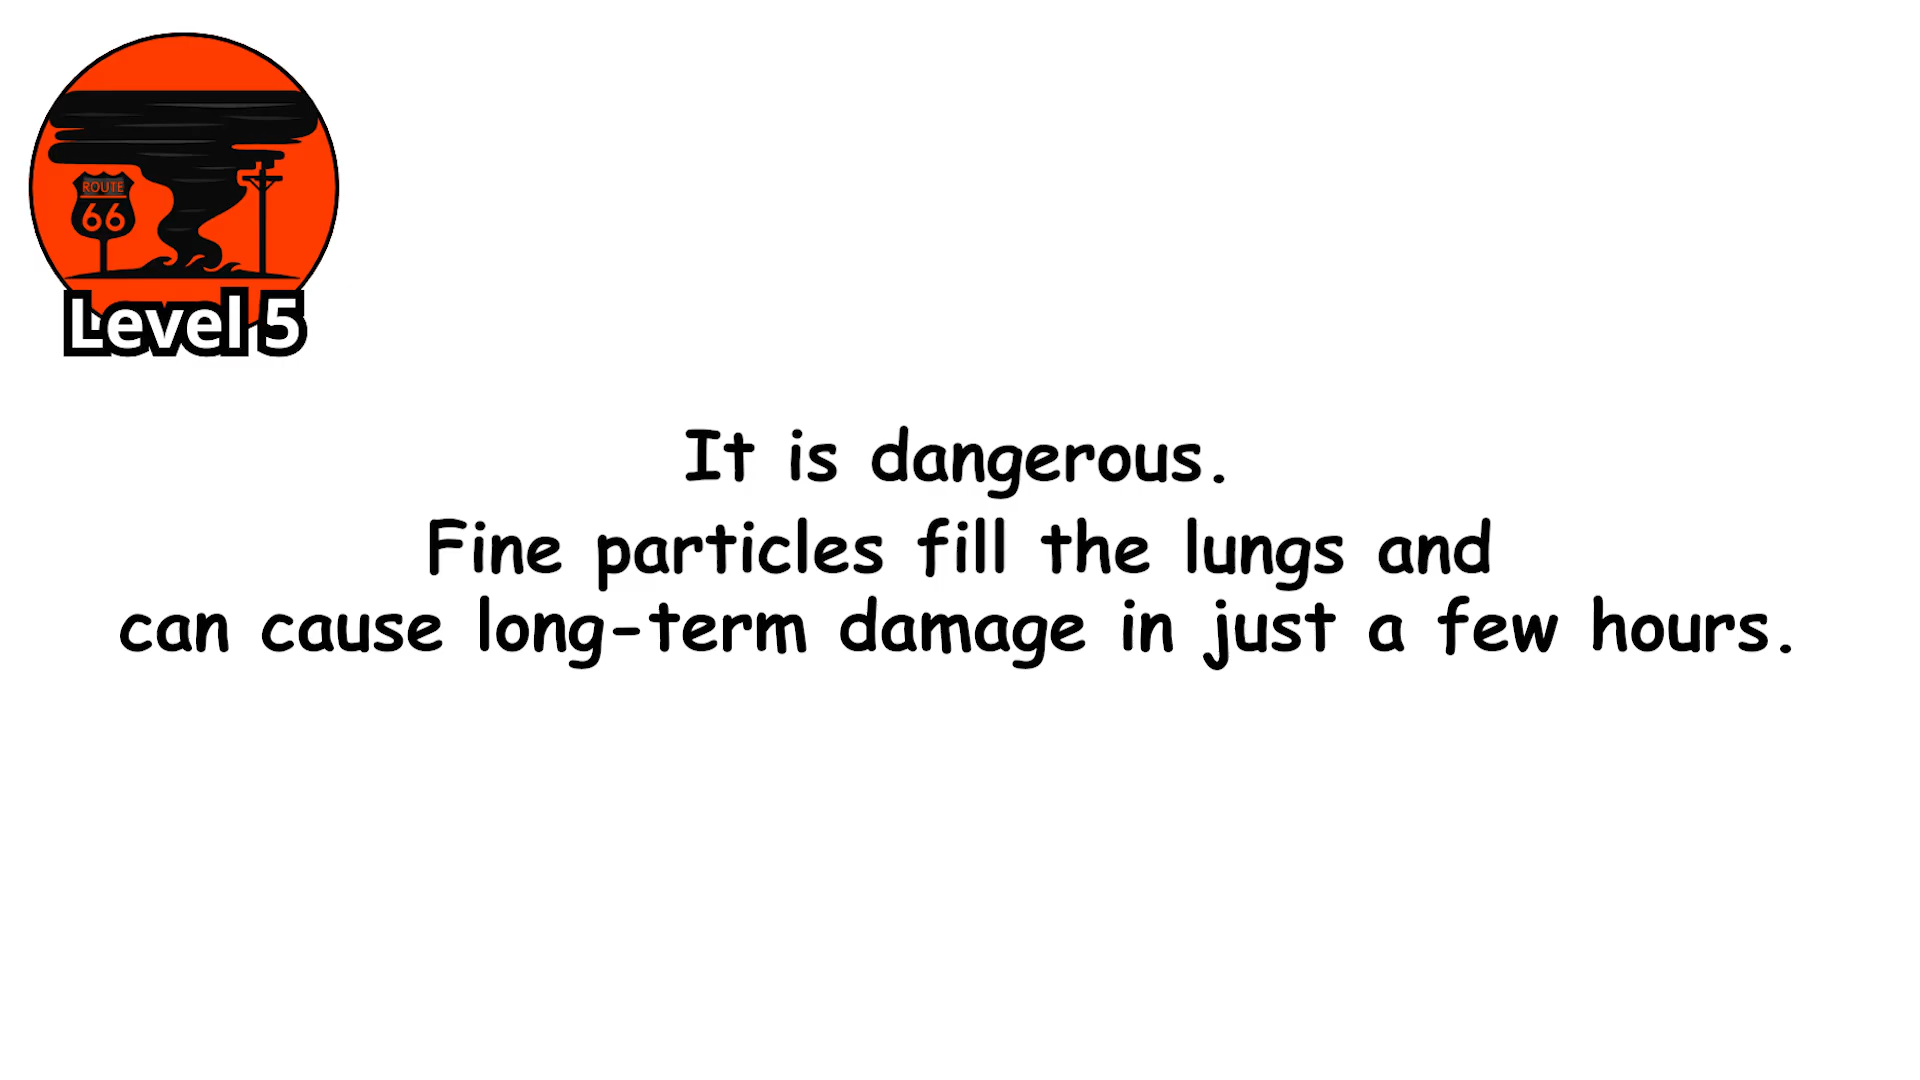 ROUTE
66
Level 5
It is dangerous.
Fine particles fill the lungs and
can cause long-term damage in just a few hours.